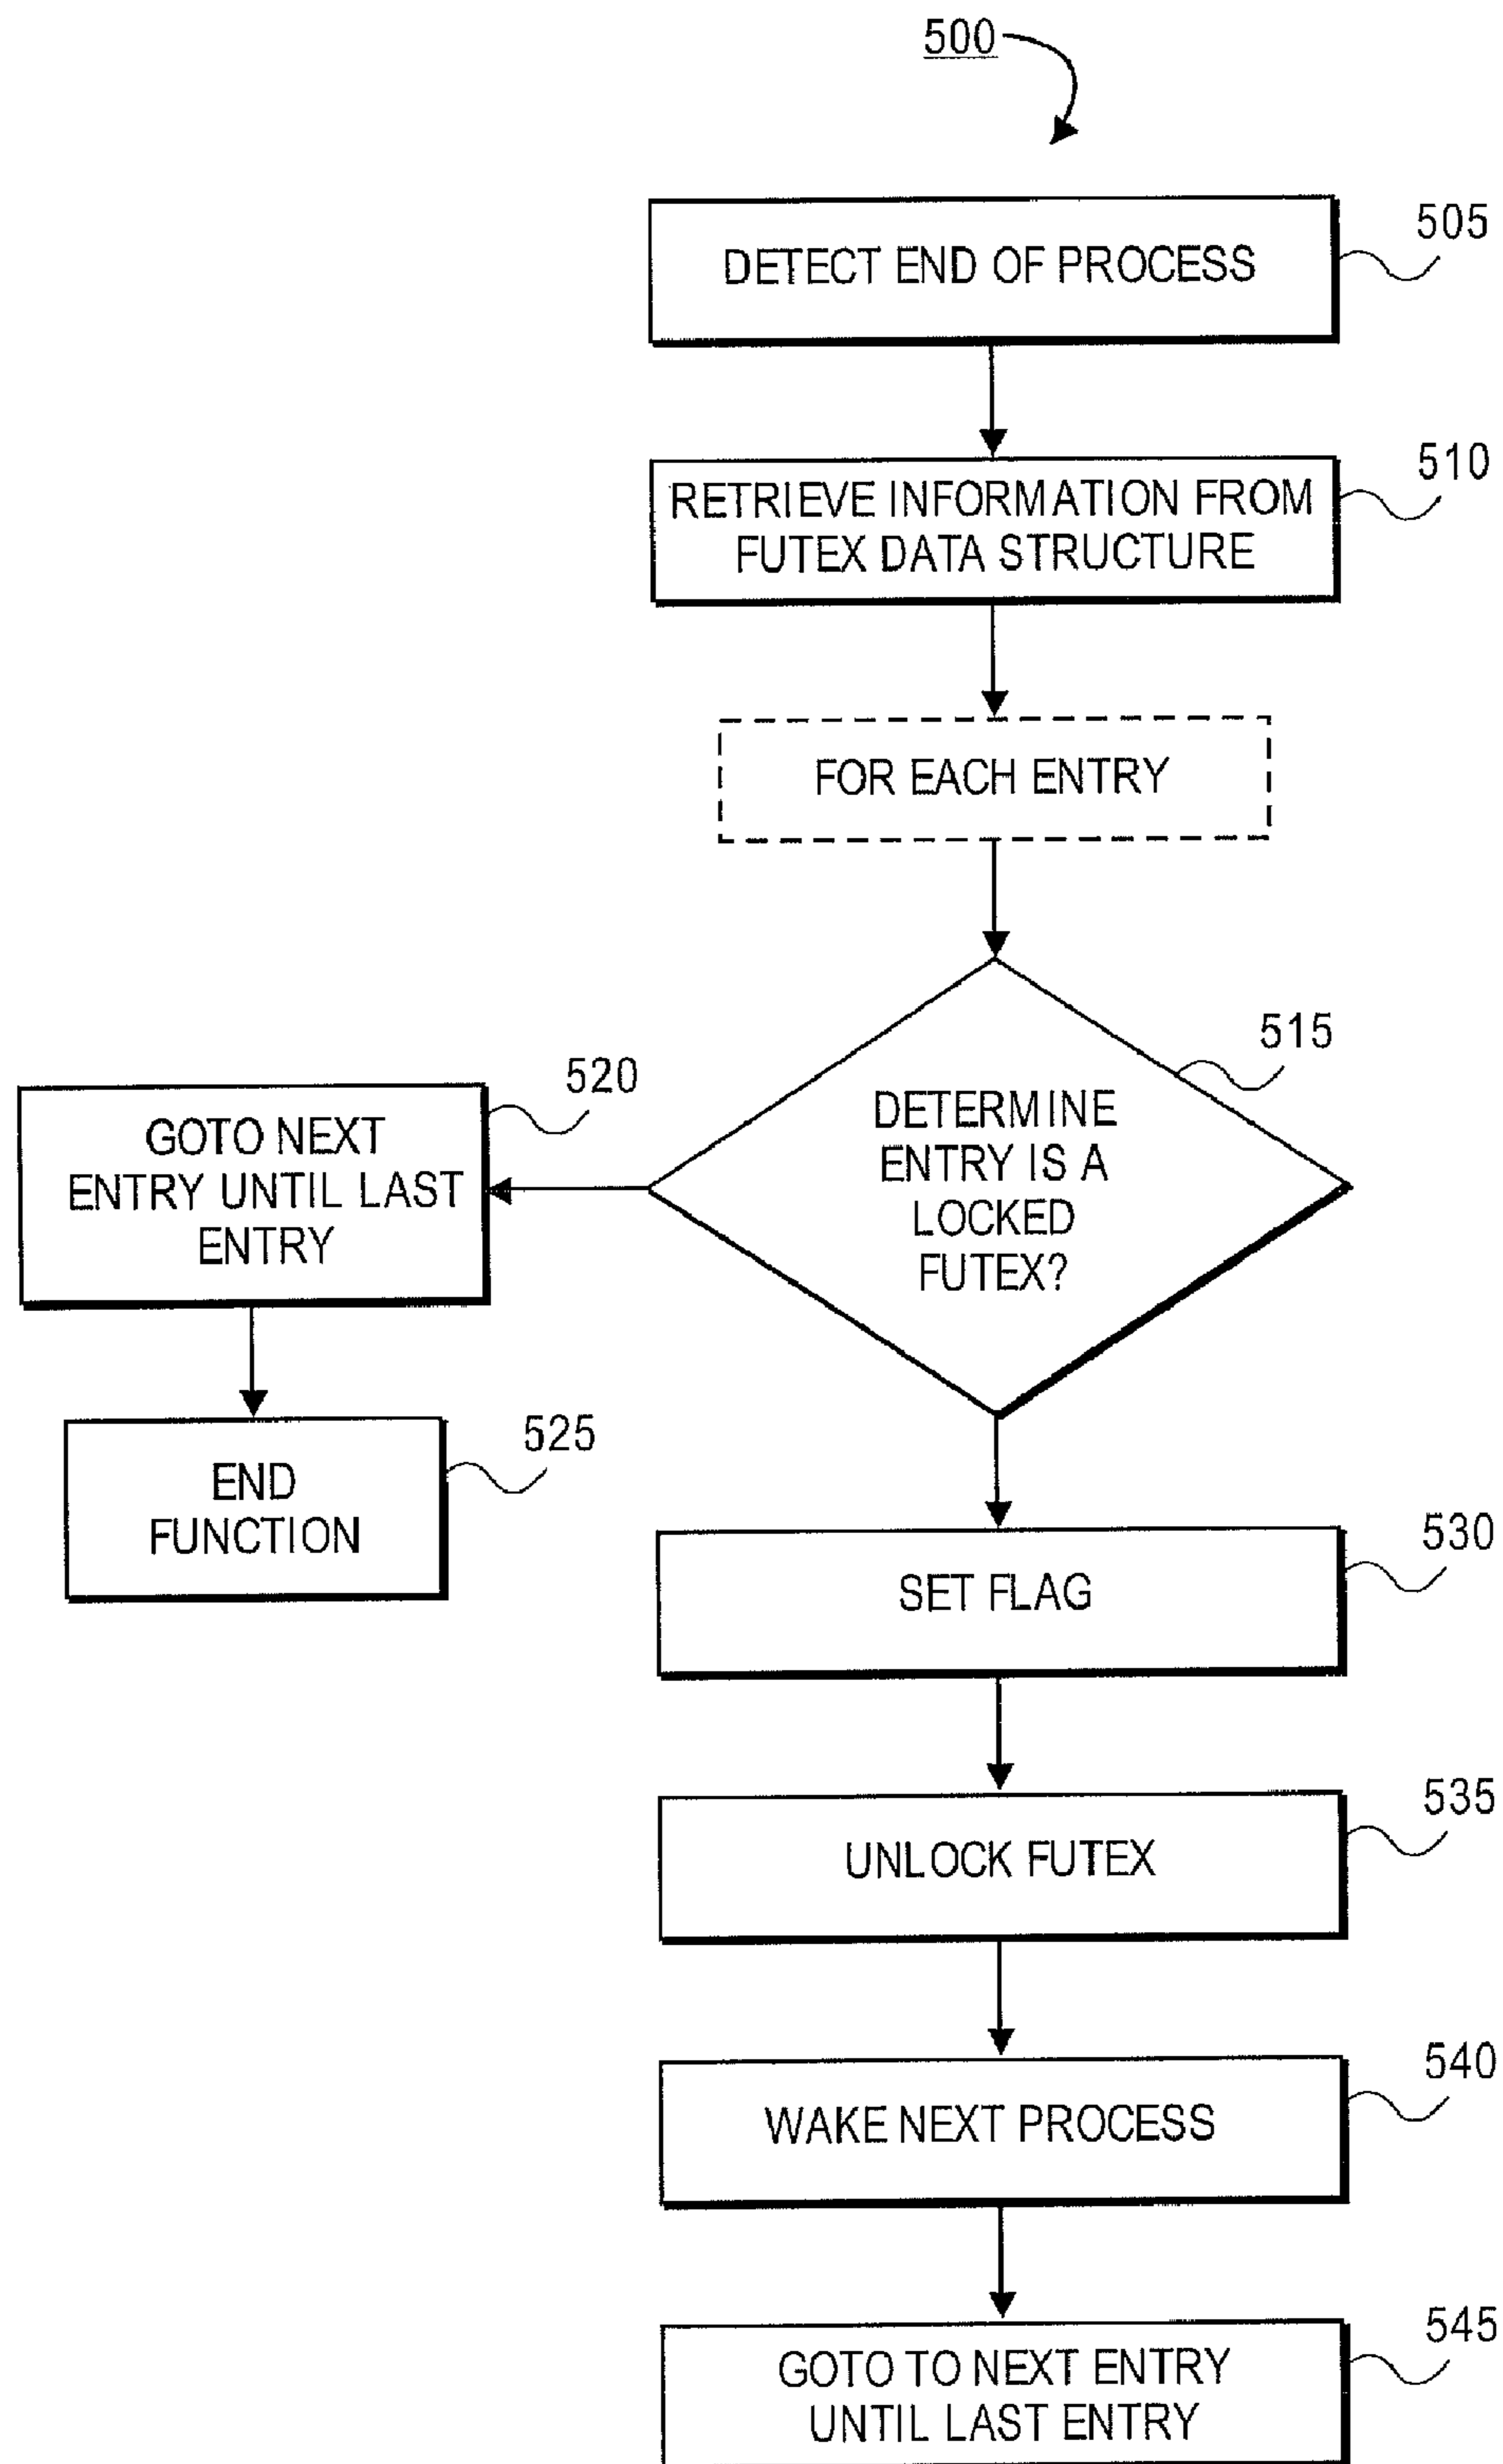 500
DETECT END OF PROCESS
505
RETRIEVE INFORMATION FROM
FUTEX DATA STRUCTURE
510
FOR EACH ENTRY
DETERMINE
ENTRY IS A
LOCKED
FUTEX?
515
GOTO NEXT
ENTRY UNTIL LAST
ENTRY
520
END
FUNCTION
525
SET FLAG
530
UNLOCK FUTEX
535
WAKE NEXT PROCESS
540
GOTO TO NEXT ENTRY
UNTIL LAST ENTRY
545